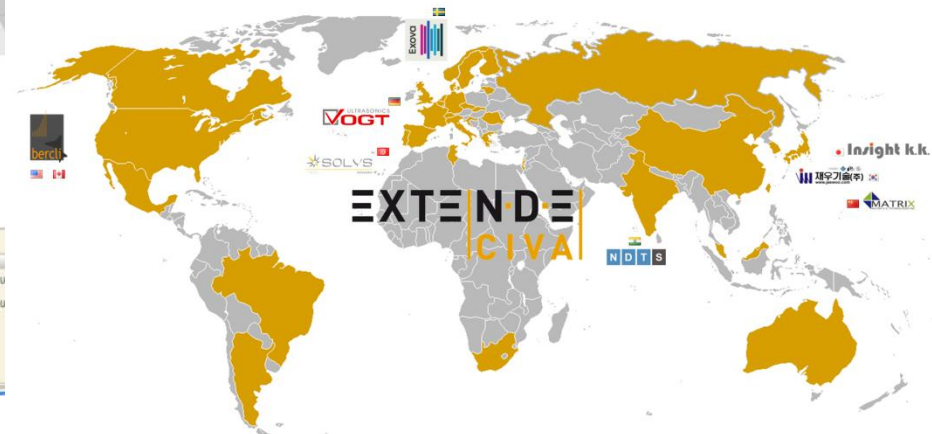 Exova
ULTRASONICS
VOGT
bercli
SOLYS
Insight k.k.
재우기술(주)
MATRIX
EXTENDE
CIVA
NDTS